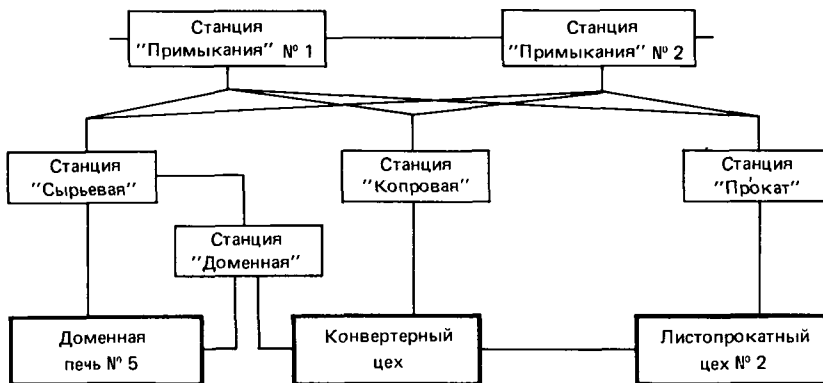 Станция
"Примыкания" № 1
Станция
"Примыкания" № 2
Станция
"Сырьевая"
Станция
"Копровая"
Станция
"Прокат"
Станция
"Доменная"
Доменная
печь № 5
Конвертерный
цех
Листопрокатный
цех № 2